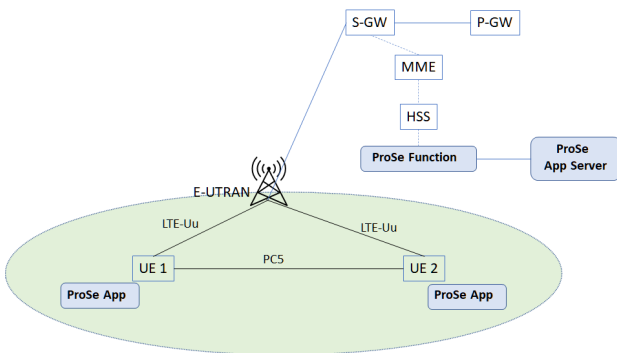 S-GW
P-GW
MME
HSS
ProSe Function
ProSe
App Server
E-UTRAN
LTE-Uu
LTE-Uu
UE 1
PC5
UE 2
ProSe App
ProSe App